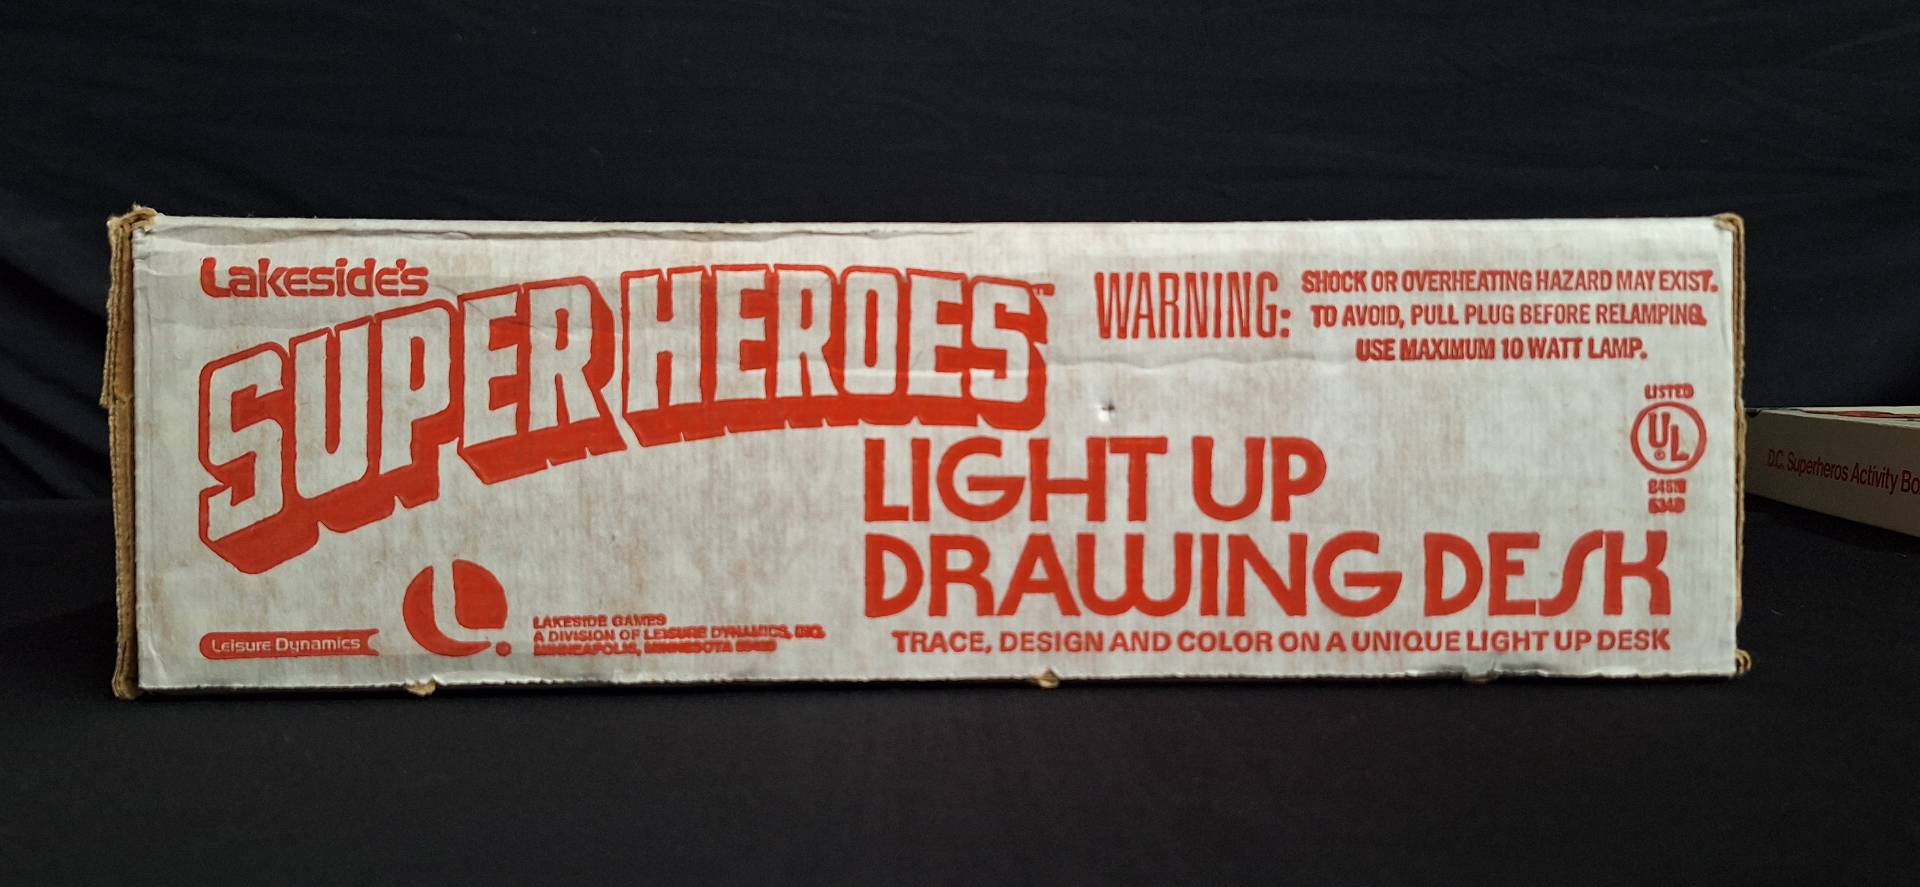 Lakeside's
SUPER HEROES™
WARNING: SHOCK OR OVERHEATING HAZARD MAY EXIST.
TO AVOID, PULL PLUG BEFORE RELAMPING.
USE MAXIMUM 10 WATT LAMP.
LISTED
UL
®
LIGHT UP
DRAWING DESK
TRACE, DESIGN AND COLOR ON A UNIQUE LIGHT UP DESK
Leisure Dynamics
L®
LAKESIDE GAMES
A DIVISION OF LEISURE DYNAMICS, INC.
MINNEAPOLIS, MINNESOTA
D.C. Superheros Activity Bo